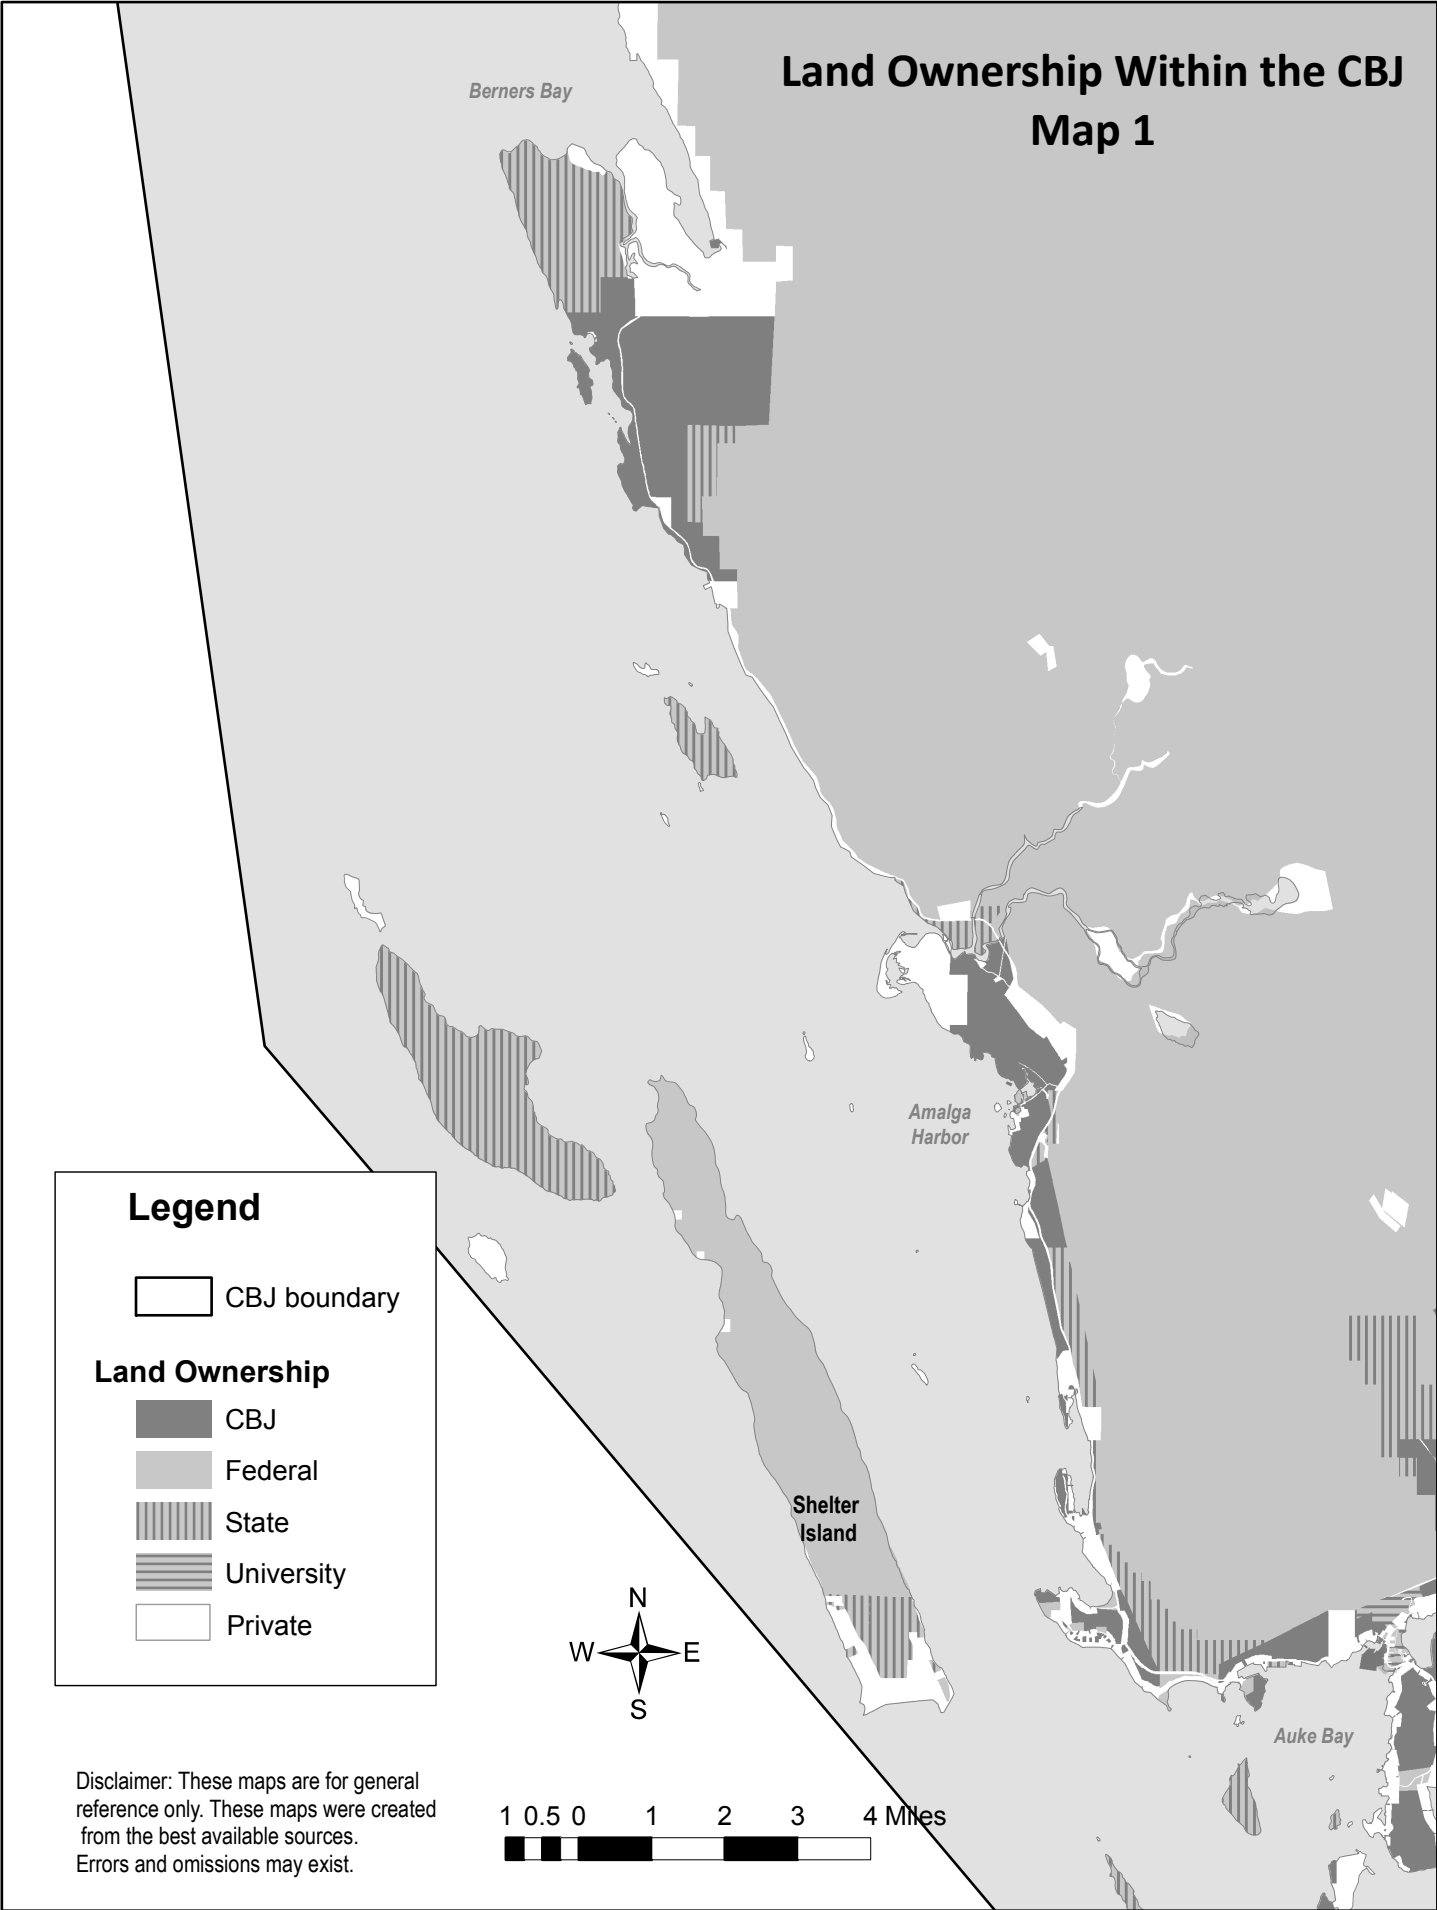 Land Ownership Within the CBJ
Map 1
Berners Bay
Amalga
Harbor
Legend
CBJ boundary
Land Ownership
CBJ
Federal
State
University
Private
Shelter
Island
N
W
E
S
Auke Bay
Disclaimer: These maps are for general
reference only. These maps were created
from the best available sources.
Errors and omissions may exist.
1 0.5 0 1 2 3 4 Miles